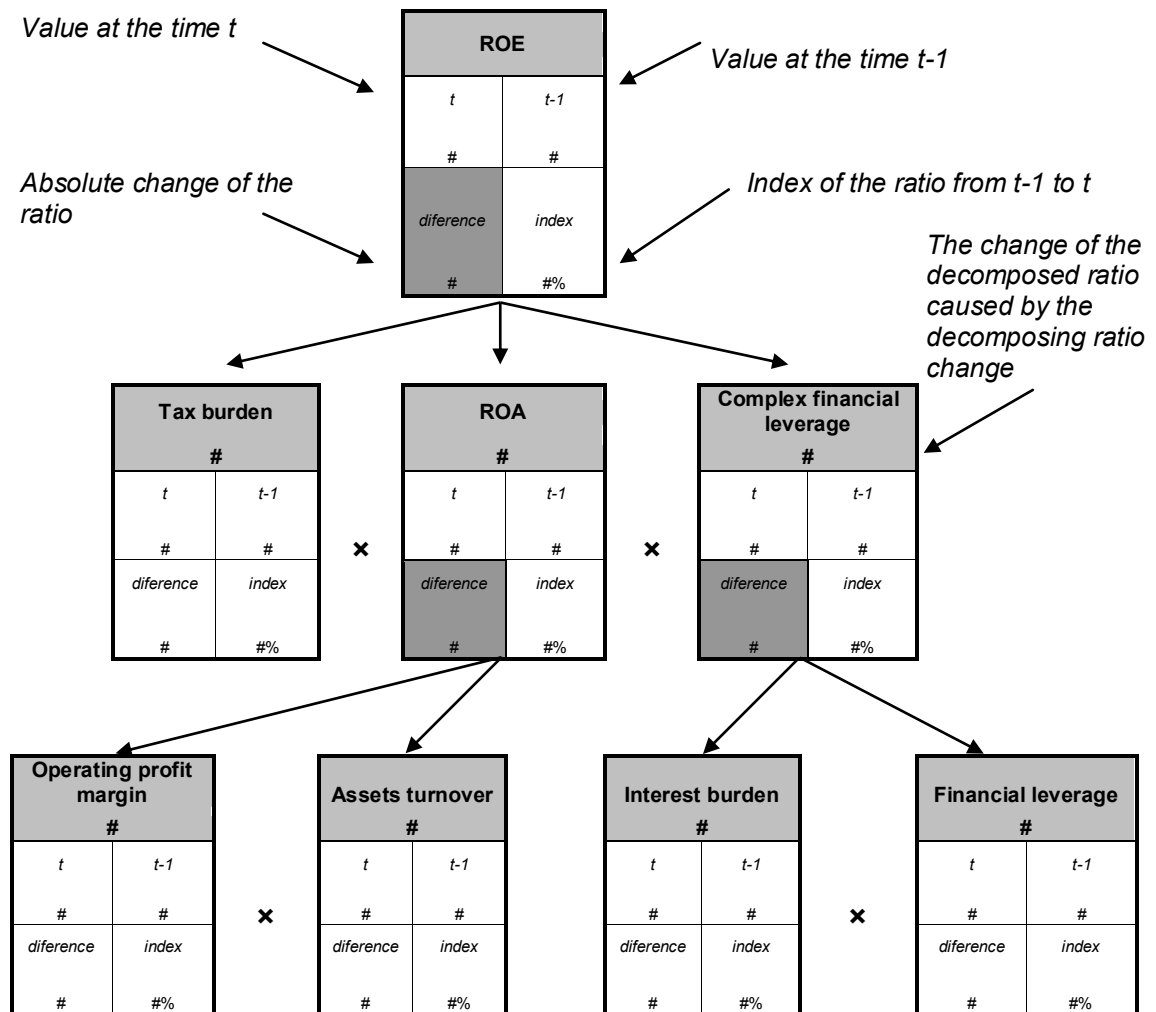 Value at the time t
ROE
Value at the time t-1
t t-1
# #
Absolute change of the
ratio
Index of the ratio from t-1 to t
diference index
# #%
The change of the
decomposed ratio
caused by the
decomposing ratio
change
Tax burden
#
t t-1
# #
diference index
# #%
×
ROA
#
t t-1
# #
diference index
# #%
×
Complex financial
leverage
#
t t-1
# #
diference index
# #%
Operating profit
margin
#
t t-1
# #
diference index
# #%
×
Assets turnover
#
t t-1
# #
diference index
# #%
Interest burden
#
t t-1
# #
diference index
# #%
×
Financial leverage
#
t t-1
# #
diference index
# #%